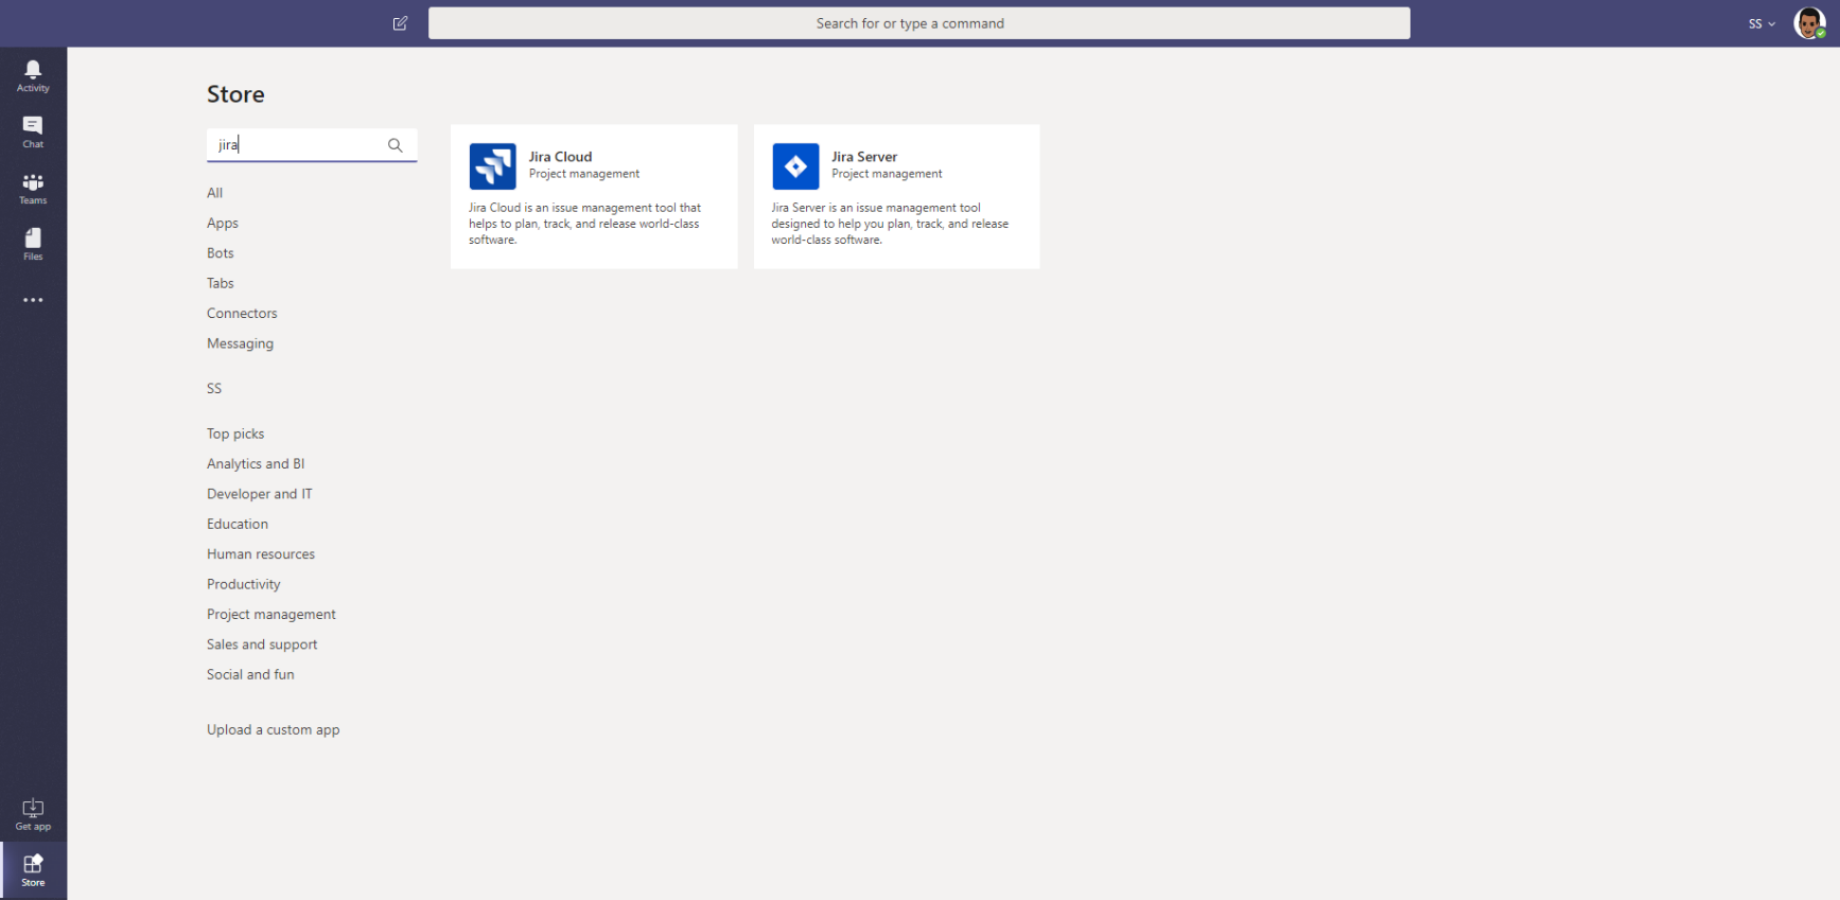 Search for or type a command
SS
Activity
Chat
Teams
Files
Get app
Store
Store
jira
All
Apps
Bots
Tabs
Connectors
Messaging
SS
Top picks
Analytics and BI
Developer and IT
Education
Human resources
Productivity
Project management
Sales and support
Social and fun
Upload a custom app
Jira Cloud
Project management
Jira Cloud is an issue management tool that
helps to plan, track, and release world-class
software.
Jira Server
Project management
Jira Server is an issue management tool
designed to help you plan, track, and release
world-class software.